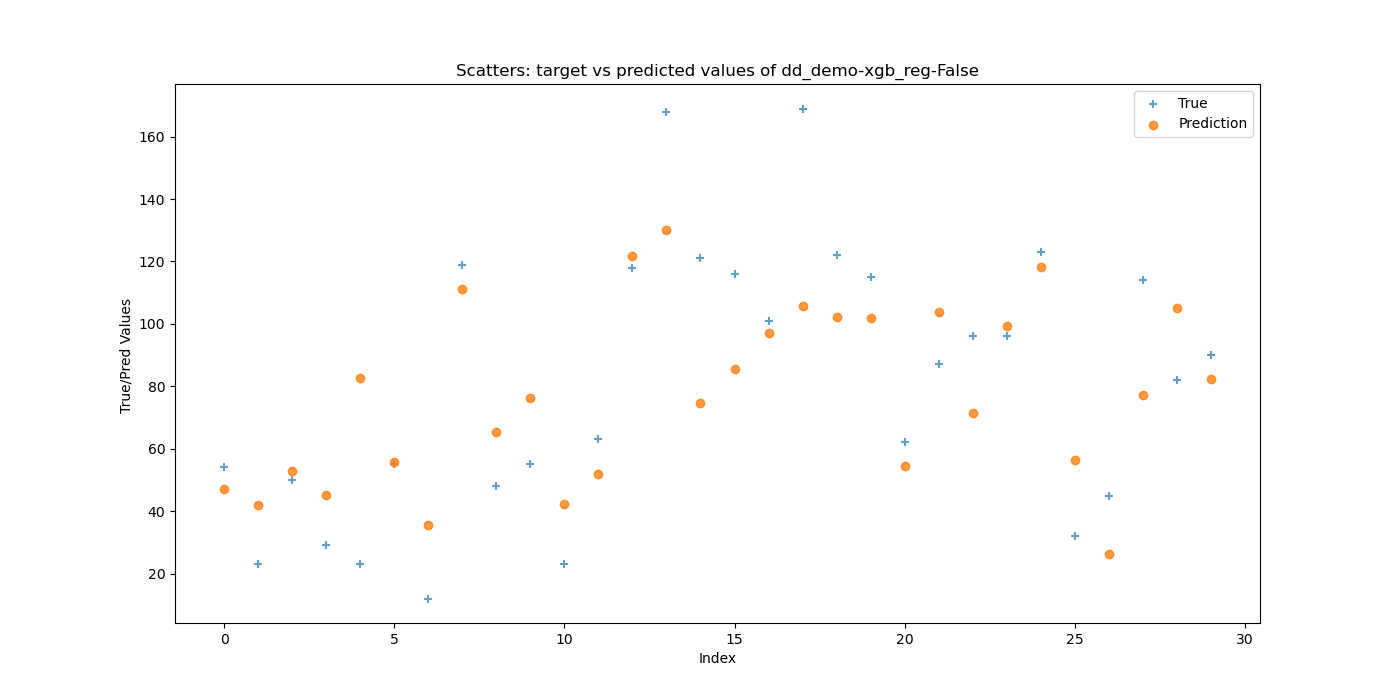 Scatters: target vs predicted values of dd_demo-xgb_reg-False
True
Prediction
True/Pred Values
160
140
120
100
80
60
40
20
0 5 10 15 20 25 30
Index